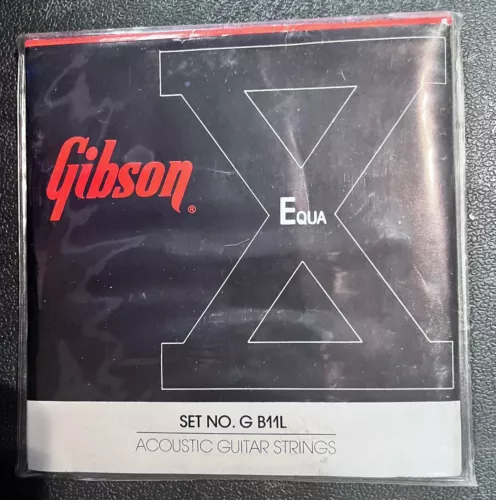 Gibson®
EQUA
X
SET NO. G B11L
ACOUSTIC GUITAR STRINGS